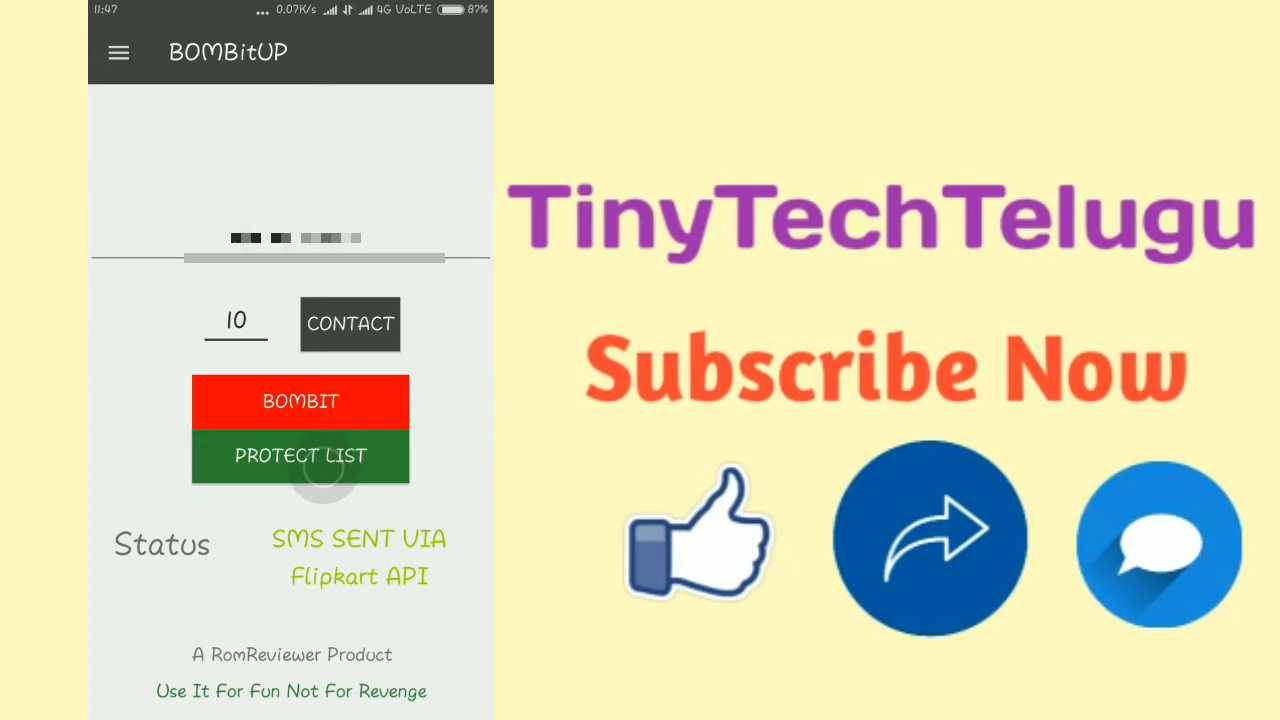 11:47 ... 0.07K/s 4G VoLTE 87%
BOMBitUP
10
CONTACT
BOMBIT
PROTECT LIST
Status
SMS SENT VIA
Flipkart API
A RomReviewer Product
Use It For Fun Not For Revenge
TinyTechTelugu
Subscribe Now